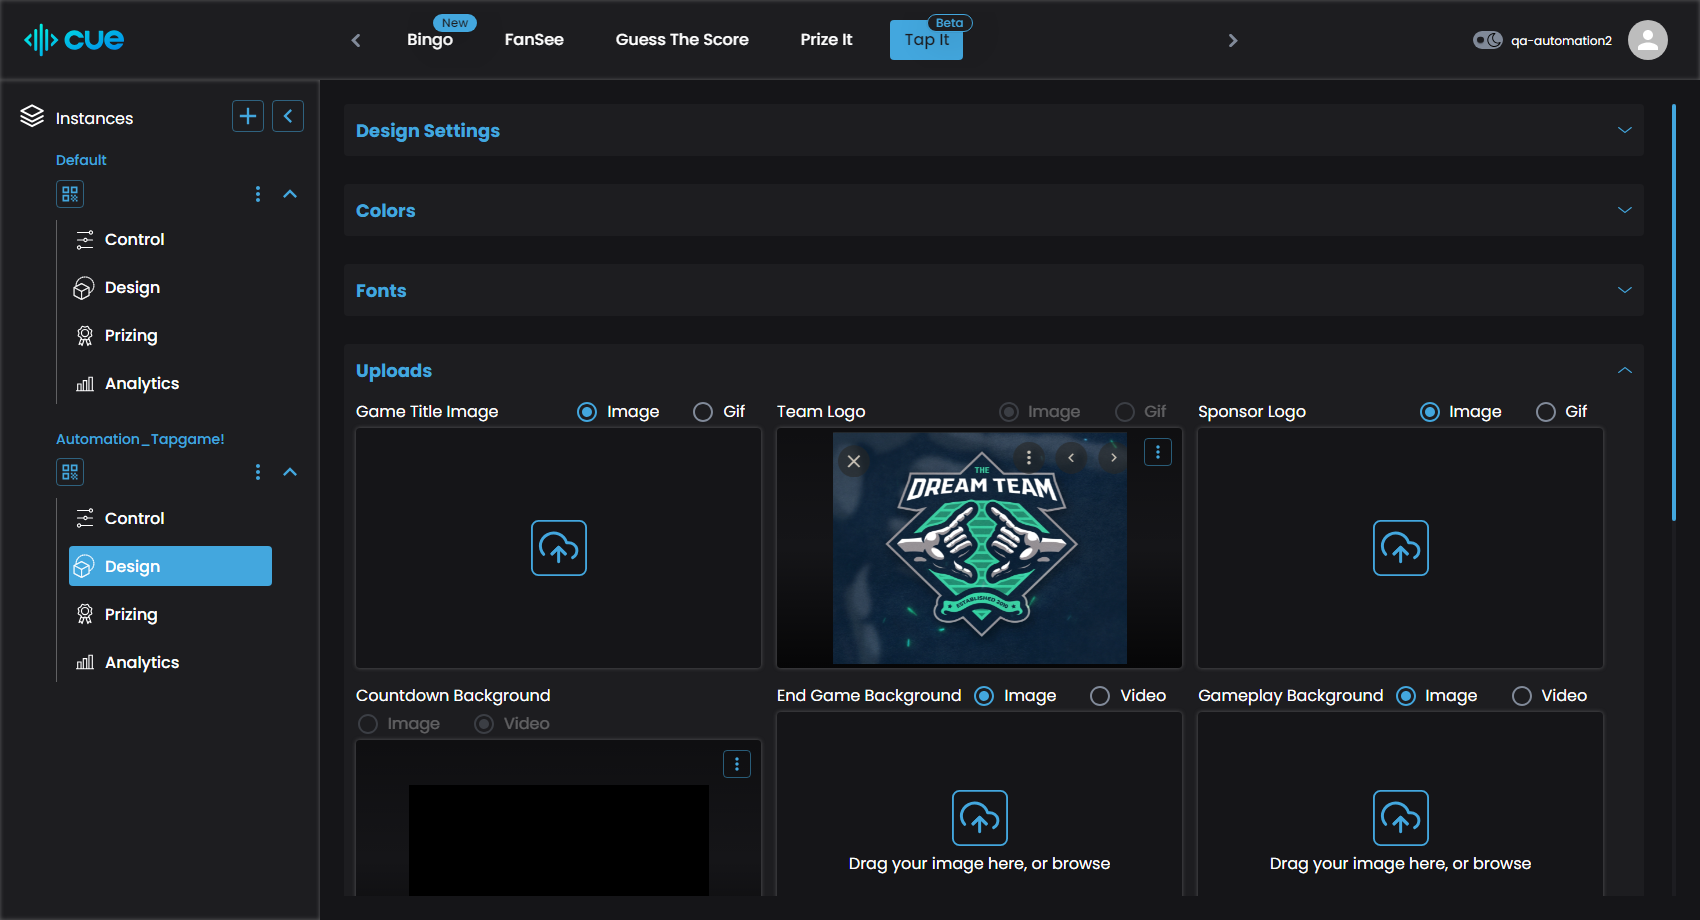 cue
Bingo
New
FanSee
Guess The Score
Prize It
Tap It
Beta
qa-automation2
Instances
Default
Control
Design
Prizing
Analytics
Automation_Tapgame!
Control
Design
Prizing
Analytics
Design Settings
Colors
Fonts
Uploads
Game Title Image
Image
Gif
Team Logo
Image
Gif
Sponsor Logo
Image
Gif
THE
DREAM TEAM
ESTABLISHED 2019
Countdown Background
Image
Video
End Game Background
Image
Video
Gameplay Background
Image
Video
Drag your image here, or browse
Drag your image here, or browse